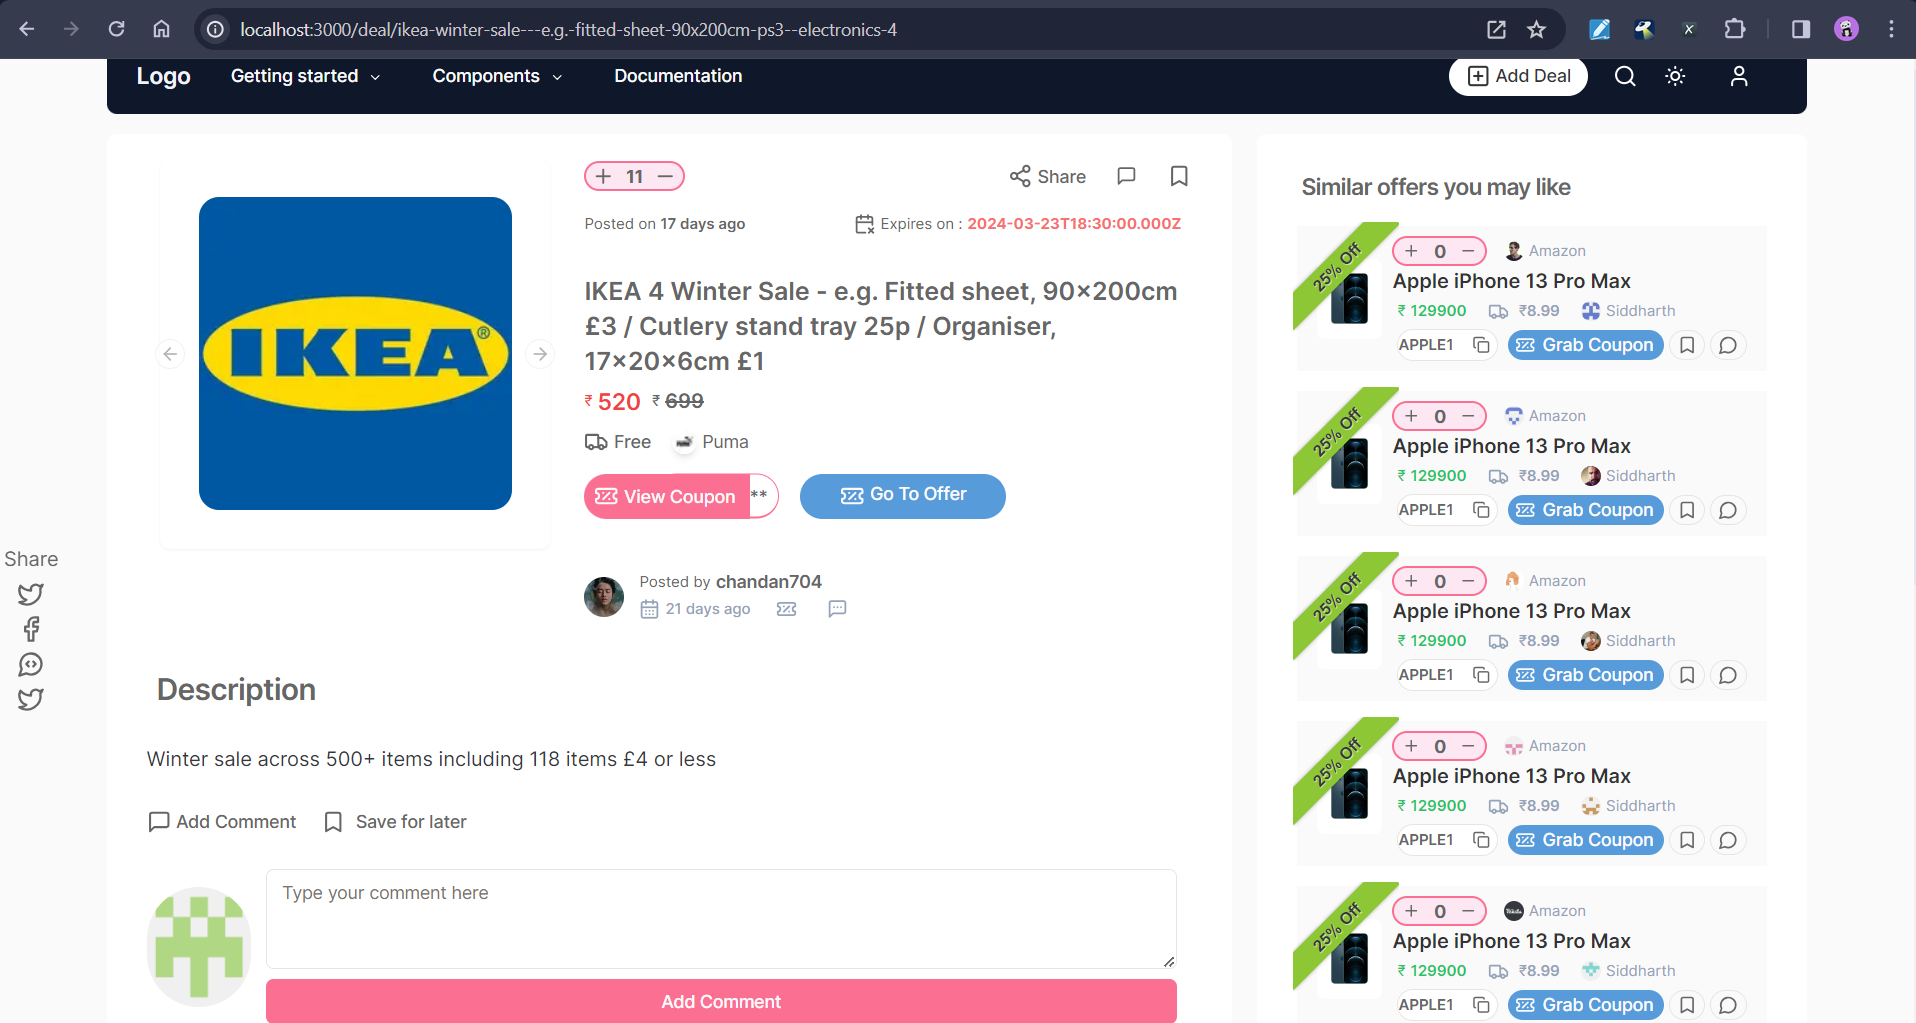 localhost:3000/deal/ikea-winter-sale---e.g.-fitted-sheet-90x200cm-ps3--electronics-4
Logo
Getting started
Components
Documentation
Add Deal
IKEA®
11
Share
Posted on 17 days ago
Expires on : 2024-03-23T18:30:00.000Z
IKEA 4 Winter Sale - e.g. Fitted sheet, 90×200cm
£3 / Cutlery stand tray 25p / Organiser,
17×20×6cm £1
₹ 520 ₹ 699
Free
Puma
View Coupon **
Go To Offer
Posted by chandan704
21 days ago
Share
Description
Winter sale across 500+ items including 118 items £4 or less
Add Comment
Save for later
Type your comment here
Add Comment
Similar offers you may like
25% Off
0
Amazon
Apple iPhone 13 Pro Max
₹ 129900
₹8.99
Siddharth
APPLE1
Grab Coupon
25% Off
0
Amazon
Apple iPhone 13 Pro Max
₹ 129900
₹8.99
Siddharth
APPLE1
Grab Coupon
25% Off
0
Amazon
Apple iPhone 13 Pro Max
₹ 129900
₹8.99
Siddharth
APPLE1
Grab Coupon
25% Off
0
Amazon
Apple iPhone 13 Pro Max
₹ 129900
₹8.99
Siddharth
APPLE1
Grab Coupon
25% Off
0
Amazon
Apple iPhone 13 Pro Max
₹ 129900
₹8.99
Siddharth
APPLE1
Grab Coupon